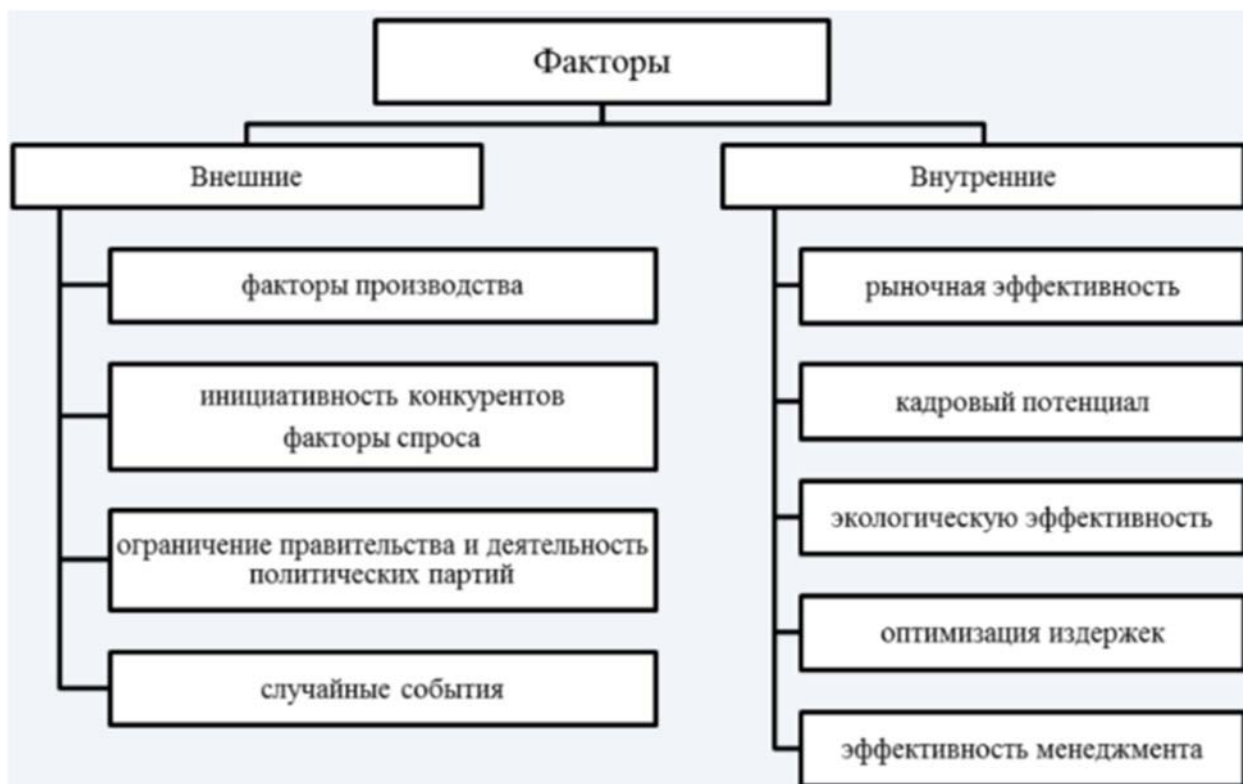 Факторы
Внешние
факторы производства
инициативность конкурентов
факторы спроса
ограничение правительства и деятельность
политических партий
случайные события
Внутренние
рыночная эффективность
кадровый потенциал
экологическую эффективность
оптимизация издержек
эффективность менеджмента